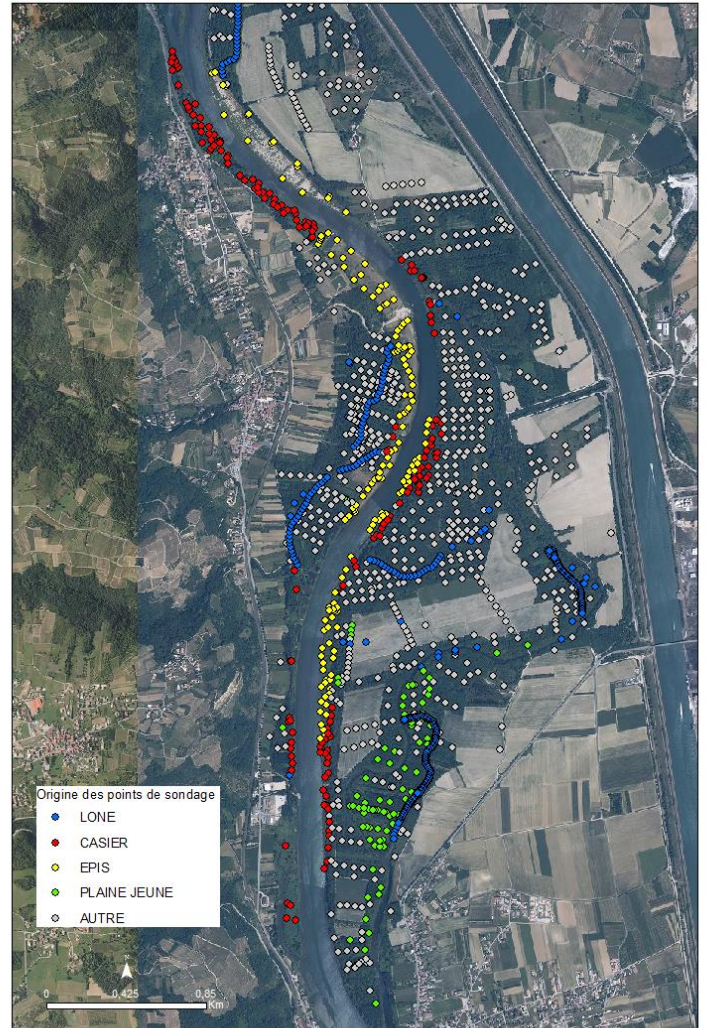 Origine des points de sondage
LONE
CASIER
EPIS
PLAINE JEUNE
AUTRE
0 0,425 0,85
Km